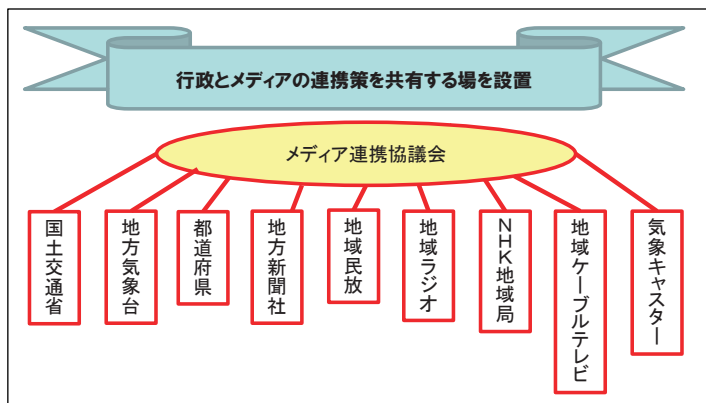 行政とメディアの連携策を共有する場を設置
メディア連携協議会
国土交通省
地方気象台
都道府県
地方新聞社
地域民放
地域ラジオ
NHK地域局
地域ケーブルテレビ
気象キャスター